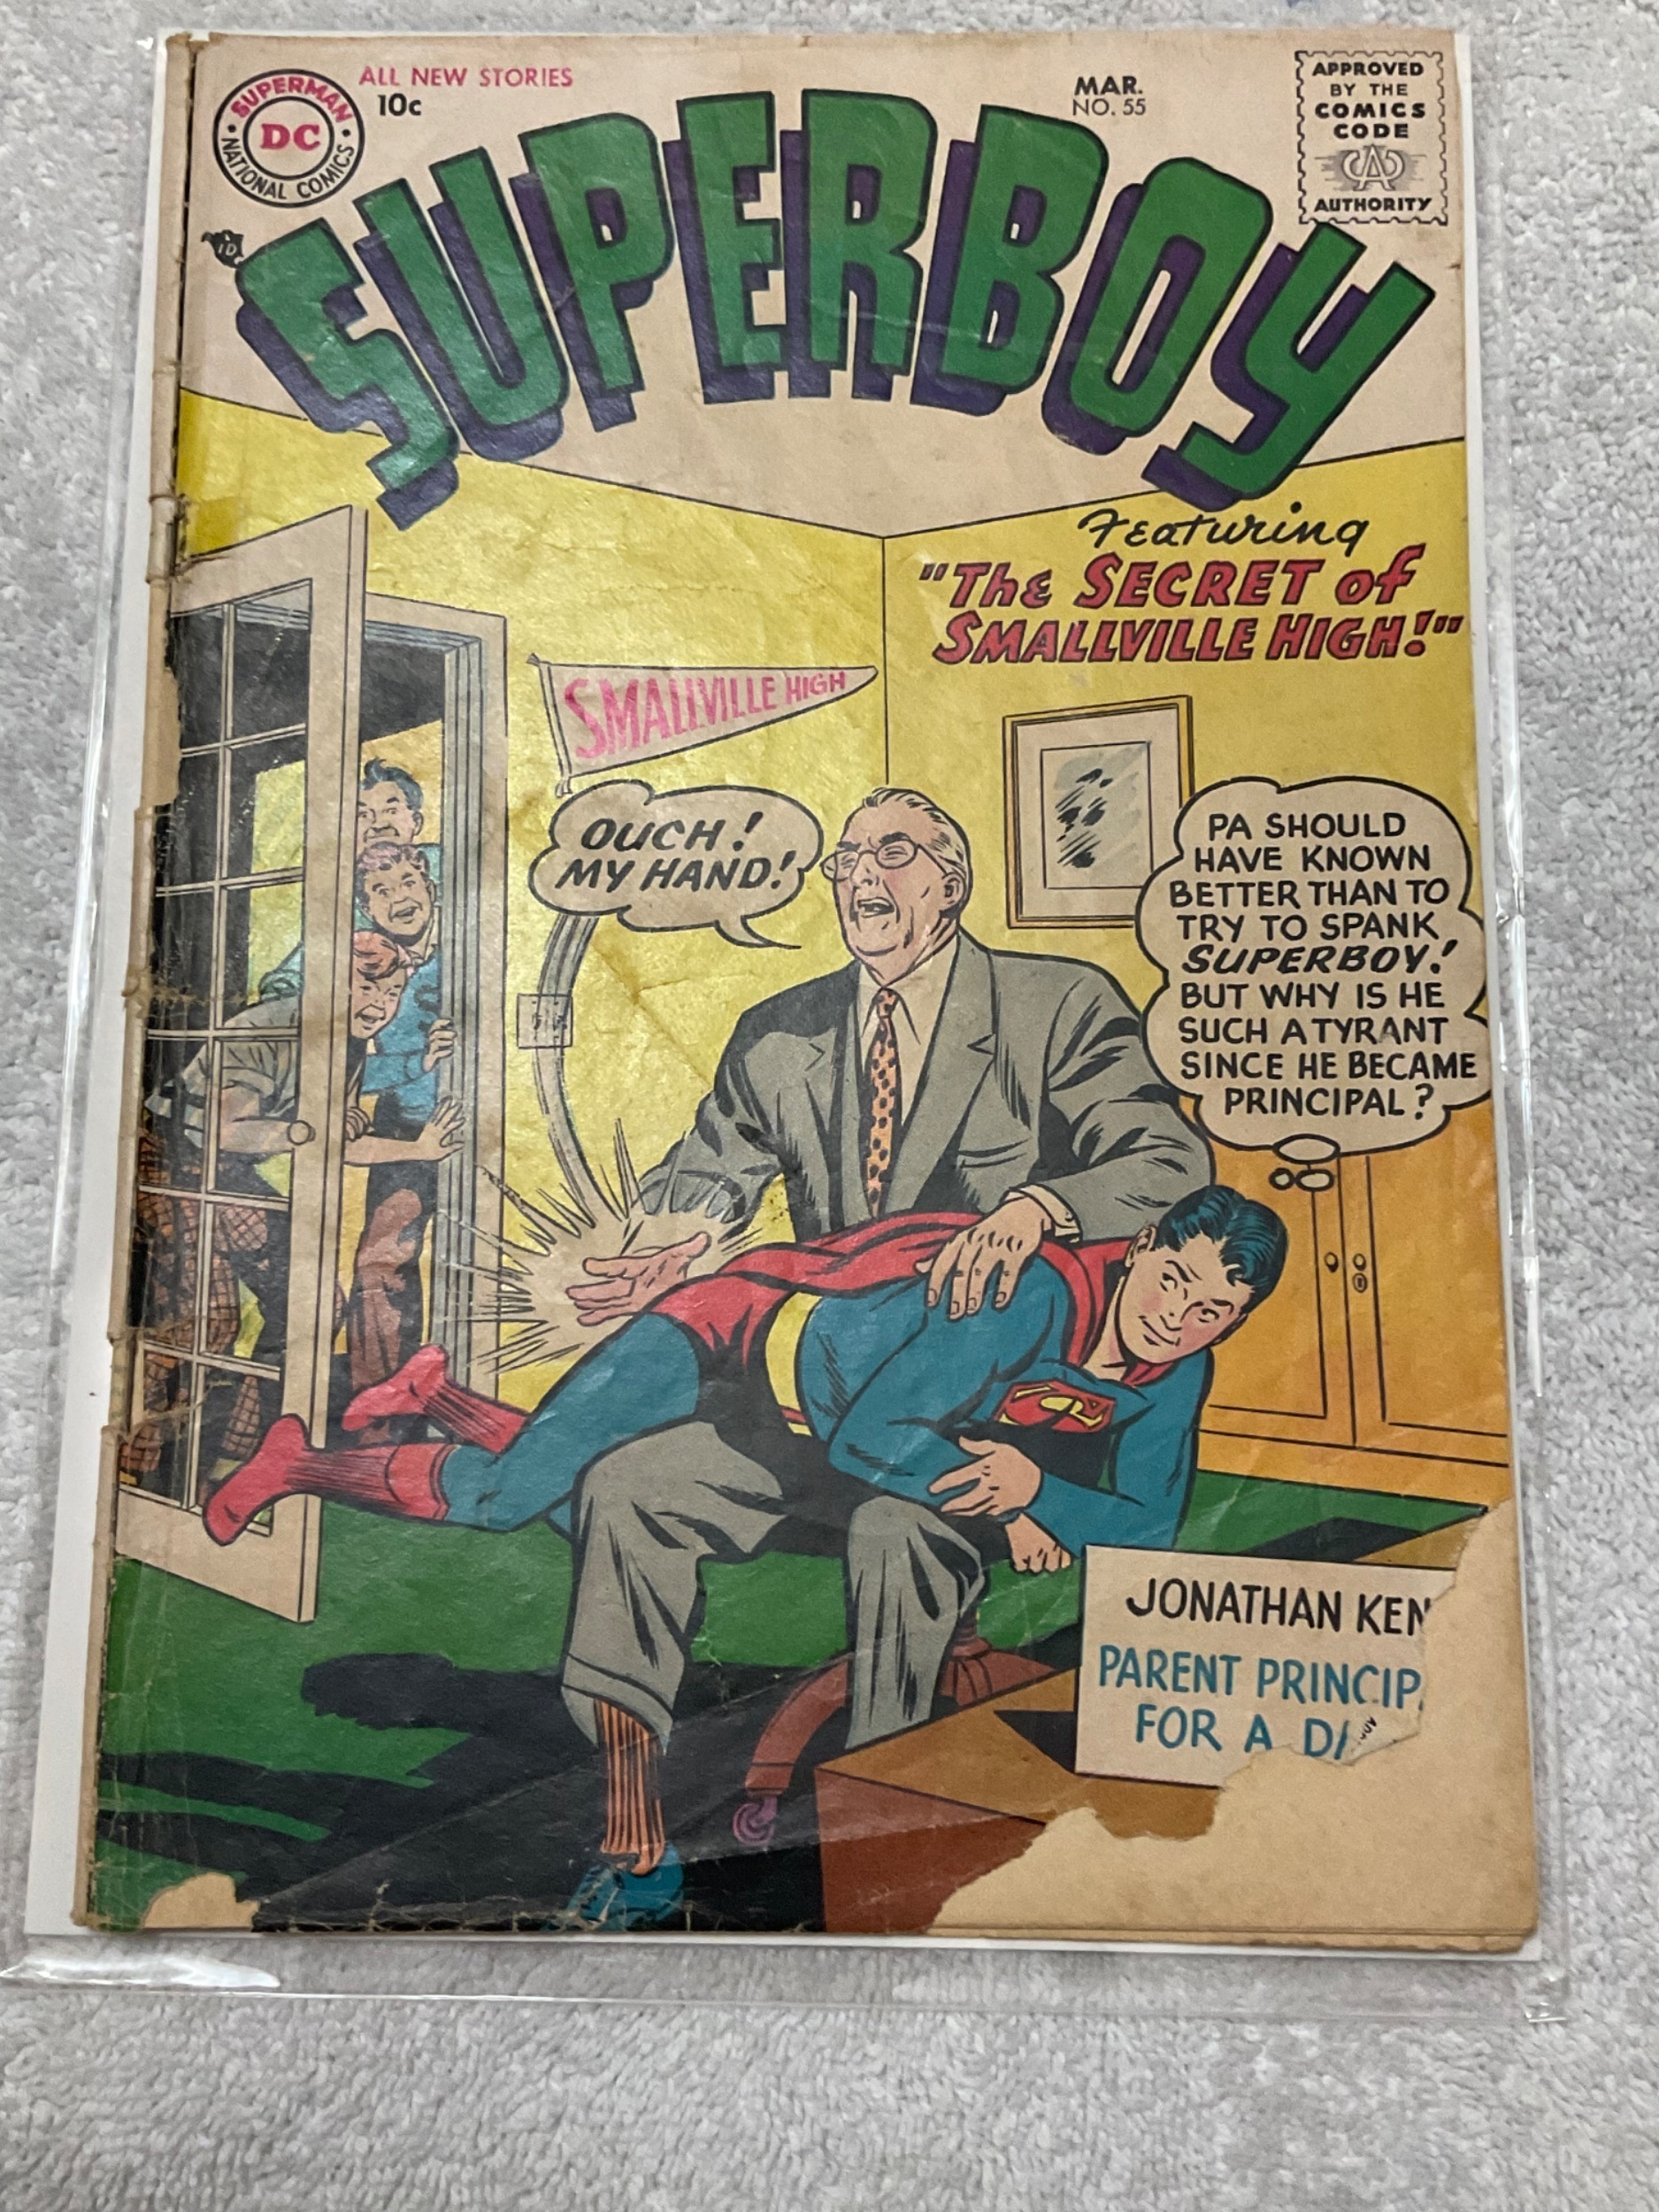 SUPERMAN
DC
NATIONAL COMICS
ALL NEW STORIES
10c
MAR.
NO. 55
APPROVED
BY THE
COMICS
CODE
CA
AUTHORITY
SUPERBOY
Featuring
"The SECRET of
SMALLVILLE HIGH!"
SMALLVILLE HIGH
OUCH!
MY HAND!
PA SHOULD
HAVE KNOWN
BETTER THAN TO
TRY TO SPANK
SUPERBOY!
BUT WHY IS HE
SUCH A TYRANT
SINCE HE BECAME
PRINCIPAL?
S
S
JONATHAN KEN
PARENT PRINCIP
FOR A DA